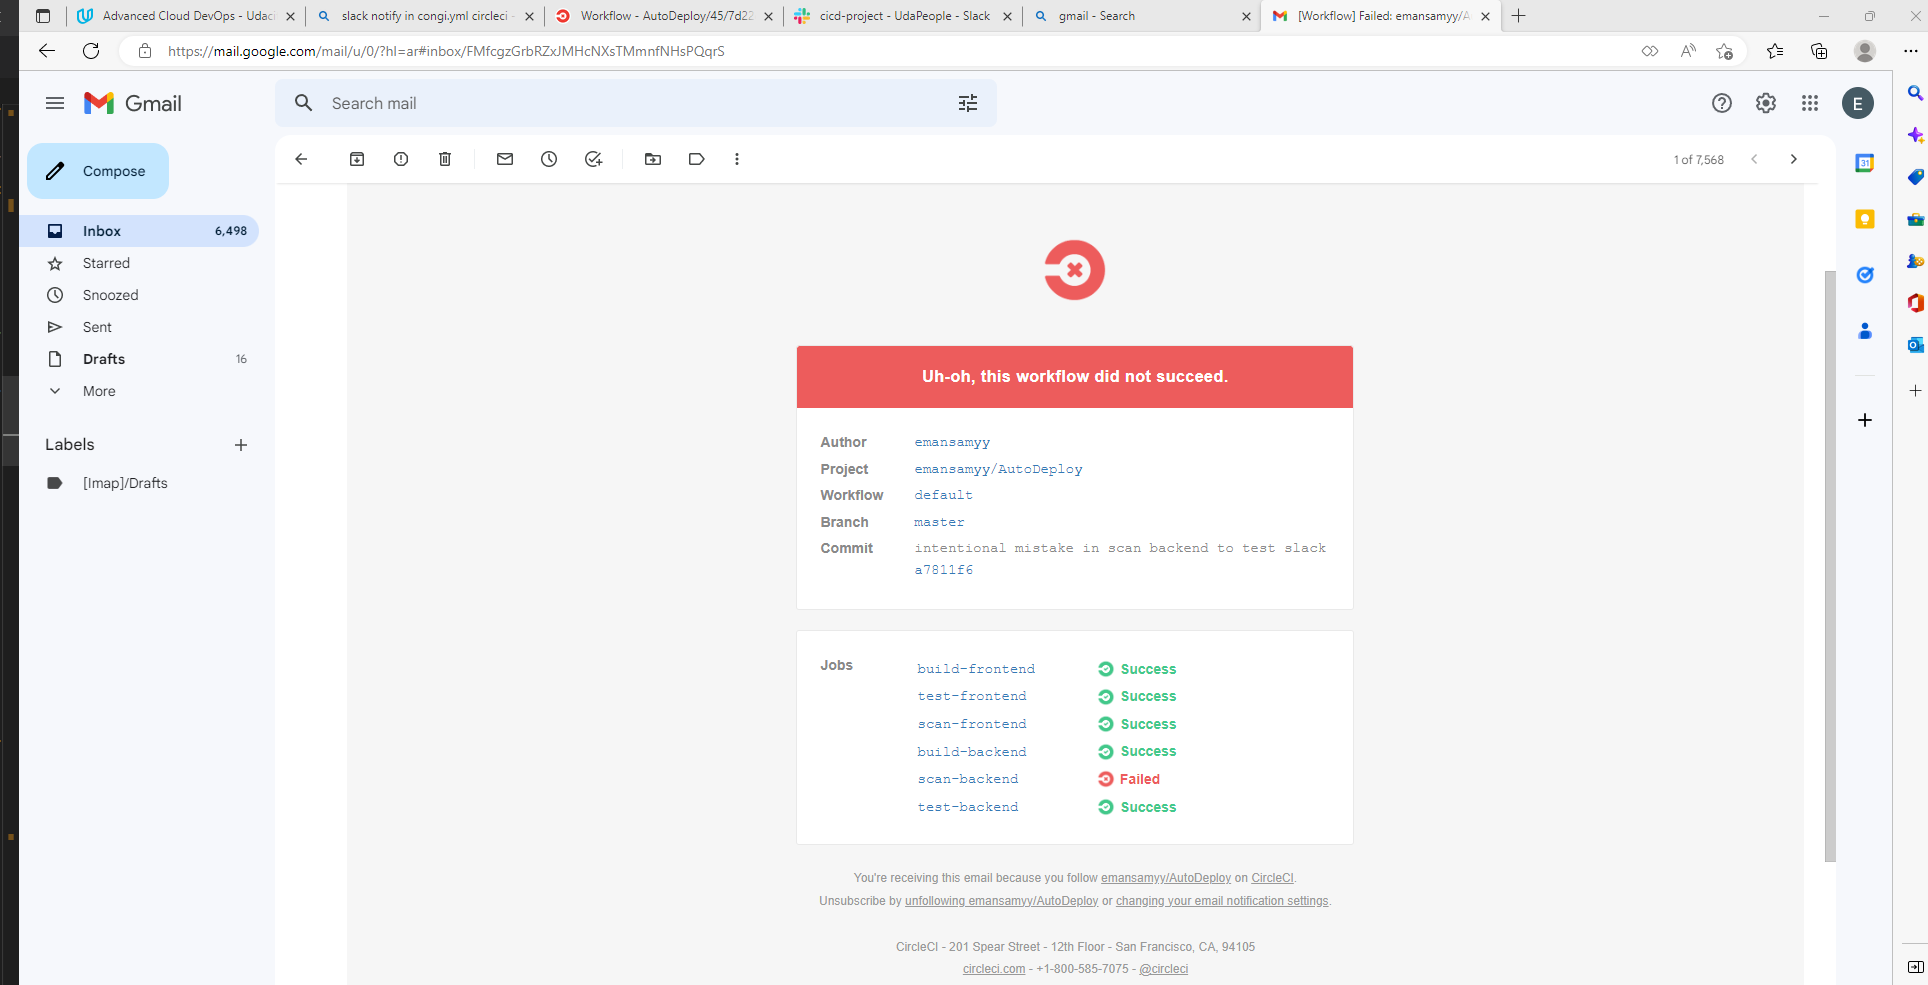 Advanced Cloud DevOps - Udaci
slack notify in congi.yml circleci -
Workflow - AutoDeploy/45/7d22
cicd-project - UdaPeople - Slack
gmail - Search
[Workflow] Failed: emansamyy/A
https://mail.google.com/mail/u/0/?hl=ar#inbox/FMfcgzGrbRZxJMHcNXsTMmnfNHsPQqrS
Gmail
Search mail
E
Compose
1 of 7,568
31
Inbox 6,498
Starred
Snoozed
Sent
Drafts 16
More
Labels
[Imap]/Drafts
Uh-oh, this workflow did not succeed.
Author emansamyy
Project emansamyy/AutoDeploy
Workflow default
Branch master
Commit intentional mistake in scan backend to test slack
a7811f6
Jobs build-frontend Success
test-frontend Success
scan-frontend Success
build-backend Success
scan-backend Failed
test-backend Success
You're receiving this email because you follow emansamyy/AutoDeploy on CircleCI.
Unsubscribe by unfollowing emansamyy/AutoDeploy or changing your email notification settings.
CircleCI - 201 Spear Street - 12th Floor - San Francisco, CA, 94105
circleci.com - +1-800-585-7075 - @circleci